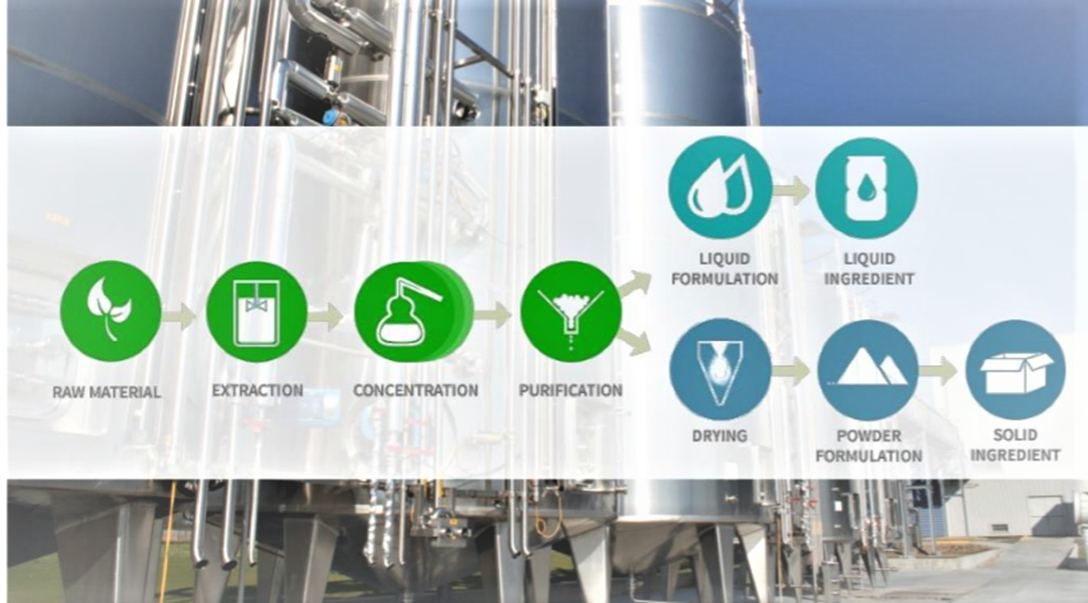 RAW MATERIAL
EXTRACTION
CONCENTRATION
PURIFICATION
LIQUID
FORMULATION
LIQUID
INGREDIENT
DRYING
POWDER
FORMULATION
SOLID
INGREDIENT